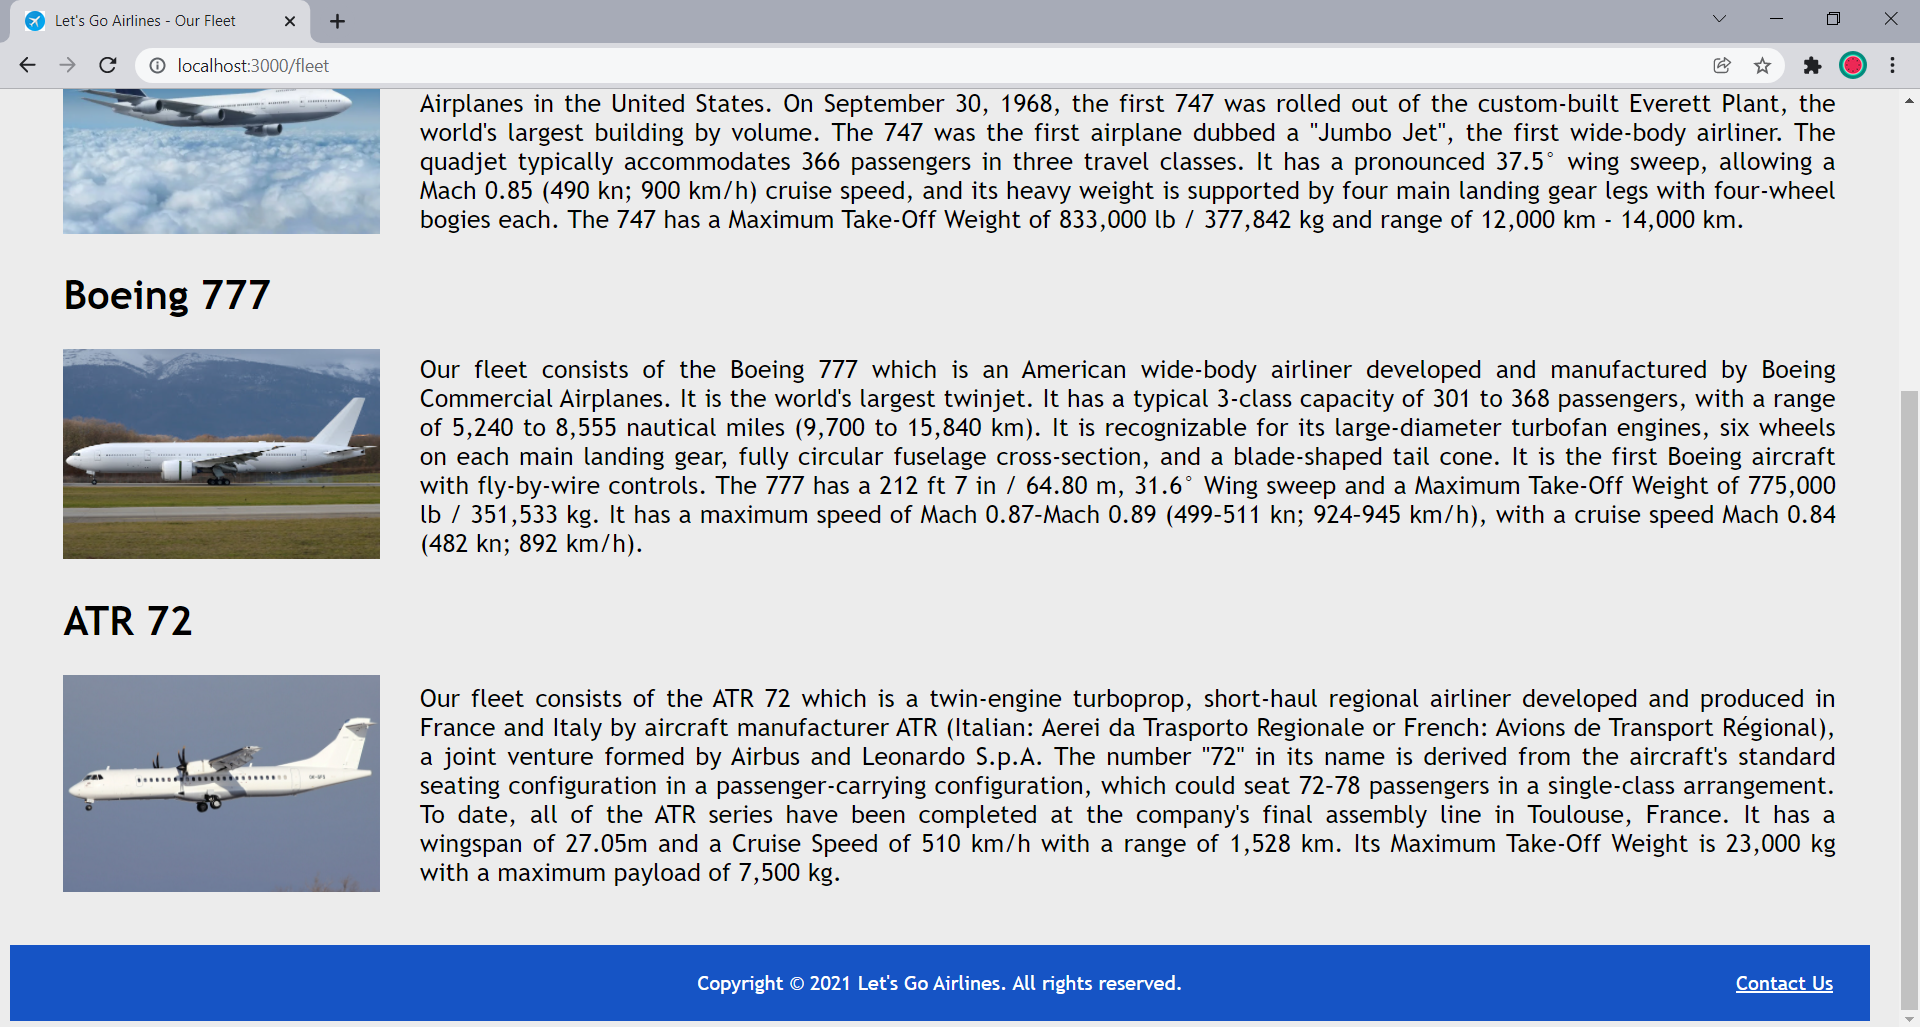 Let's Go Airlines - Our Fleet
localhost:3000/fleet
Airplanes in the United States. On September 30, 1968, the first 747 was rolled out of the custom-built Everett Plant, the
world's largest building by volume. The 747 was the first airplane dubbed a "Jumbo Jet", the first wide-body airliner. The
quadjet typically accommodates 366 passengers in three travel classes. It has a pronounced 37.5° wing sweep, allowing a
Mach 0.85 (490 kn; 900 km/h) cruise speed, and its heavy weight is supported by four main landing gear legs with four-wheel
bogies each. The 747 has a Maximum Take-Off Weight of 833,000 lb / 377,842 kg and range of 12,000 km - 14,000 km.
Boeing 777
Our fleet consists of the Boeing 777 which is an American wide-body airliner developed and manufactured by Boeing
Commercial Airplanes. It is the world's largest twinjet. It has a typical 3-class capacity of 301 to 368 passengers, with a range
of 5,240 to 8,555 nautical miles (9,700 to 15,840 km). It is recognizable for its large-diameter turbofan engines, six wheels
on each main landing gear, fully circular fuselage cross-section, and a blade-shaped tail cone. It is the first Boeing aircraft
with fly-by-wire controls. The 777 has a 212 ft 7 in / 64.80 m, 31.6° Wing sweep and a Maximum Take-Off Weight of 775,000
lb / 351,533 kg. It has a maximum speed of Mach 0.87–Mach 0.89 (499–511 kn; 924–945 km/h), with a cruise speed Mach 0.84
(482 kn; 892 km/h).
ATR 72
Our fleet consists of the ATR 72 which is a twin-engine turboprop, short-haul regional airliner developed and produced in
France and Italy by aircraft manufacturer ATR (Italian: Aerei da Trasporto Regionale or French: Avions de Transport Régional),
a joint venture formed by Airbus and Leonardo S.p.A. The number "72" in its name is derived from the aircraft's standard
seating configuration in a passenger-carrying configuration, which could seat 72–78 passengers in a single-class arrangement.
To date, all of the ATR series have been completed at the company's final assembly line in Toulouse, France. It has a
wingspan of 27.05m and a Cruise Speed of 510 km/h with a range of 1,528 km. Its Maximum Take-Off Weight is 23,000 kg
with a maximum payload of 7,500 kg.
Copyright © 2021 Let's Go Airlines. All rights reserved.
Contact Us